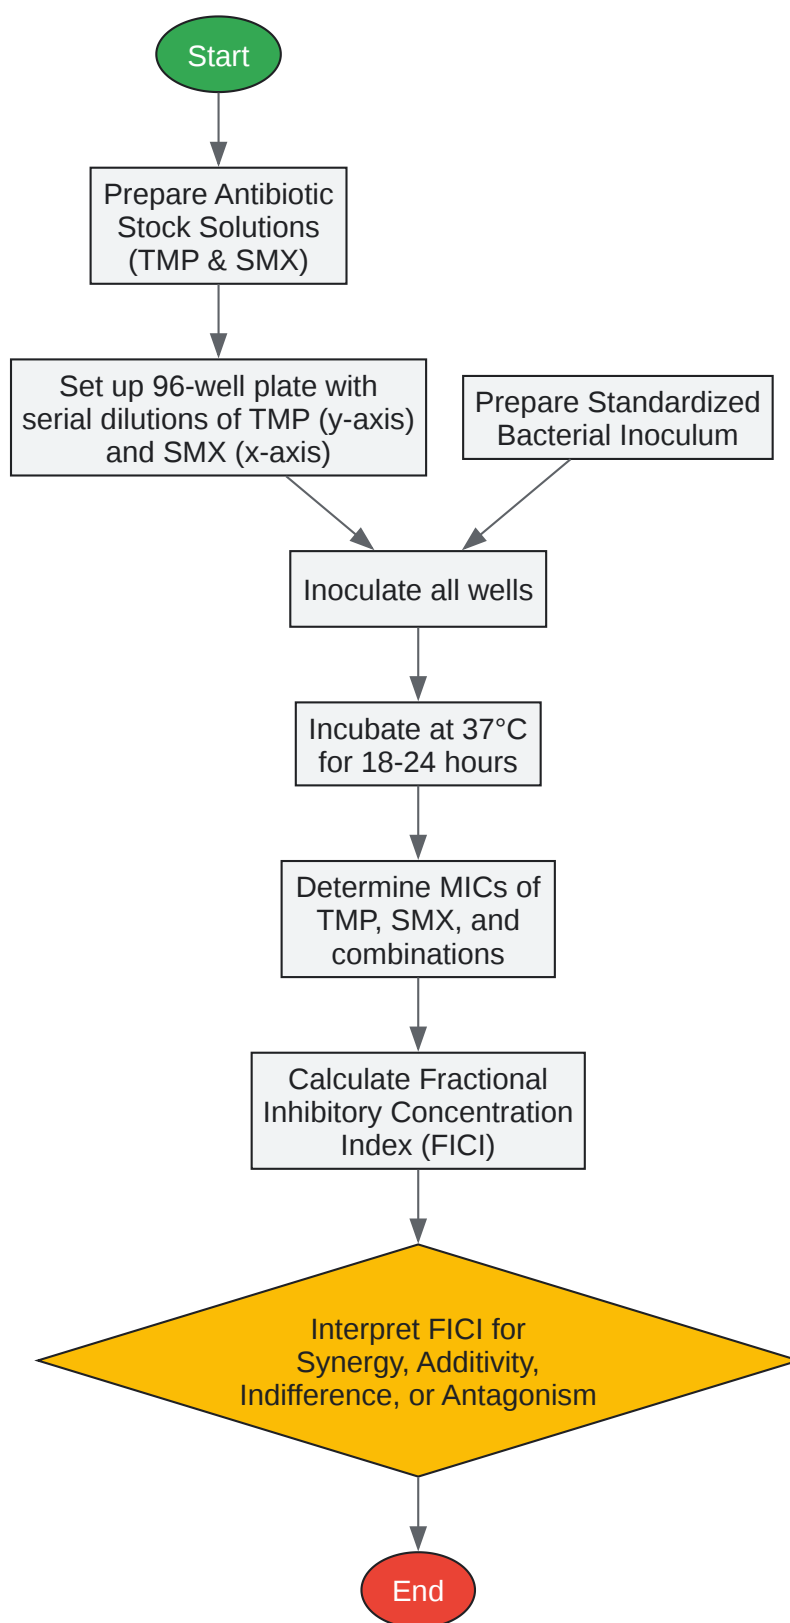 Start
Prepare Antibiotic
Stock Solutions
(TMP & SMX)
Set up 96-well plate with
serial dilutions of TMP (y-axis)
and SMX (x-axis)
Prepare Standardized
Bacterial Inoculum
Inoculate all wells
Incubate at 37°C
for 18-24 hours
Determine MICs of
TMP, SMX, and
combinations
Calculate Fractional
Inhibitory Concentration
Index (FICI)
Interpret FICI for
Synergy, Additivity,
Indifference, or Antagonism
End